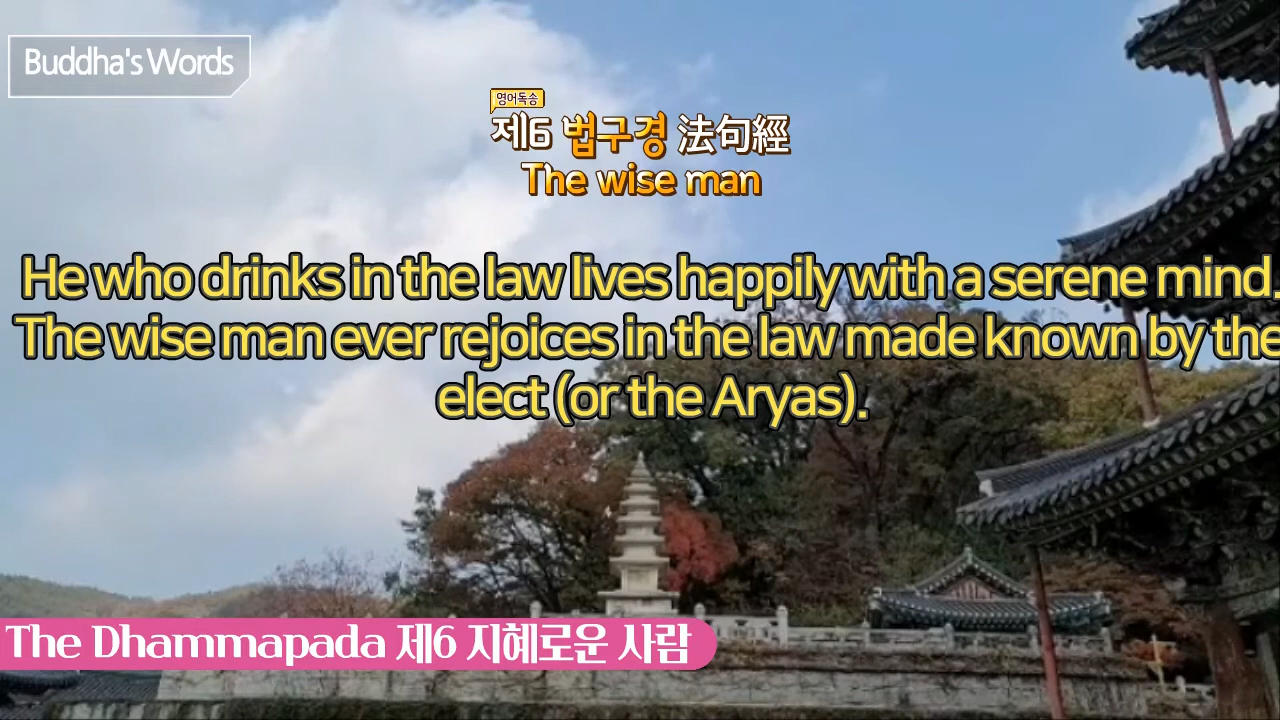 Buddha's Words
영어독송
제6 법구경 法句經
The wise man
He who drinks in the law lives happily with a serene mind.
The wise man ever rejoices in the law made known by the
elect (or the Aryas).
The Dhammapada 제6 지혜로운 사람